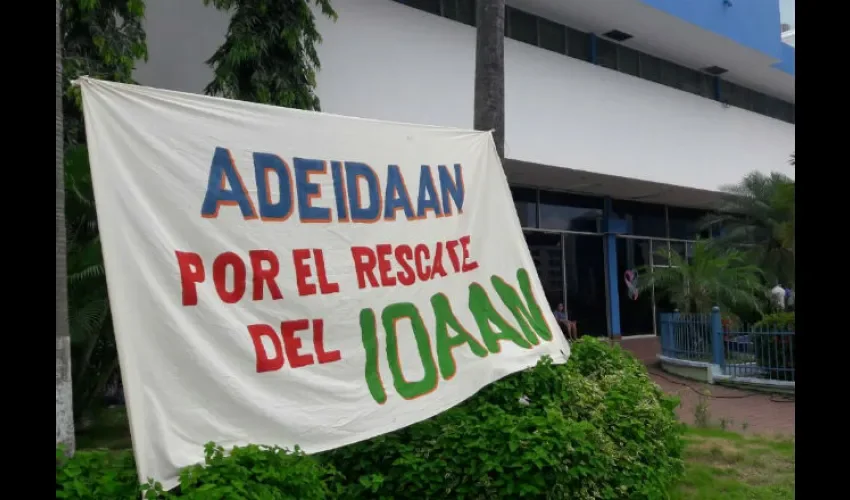 ADEIDAAN
POR EL RESCATE
DEL IOAAN